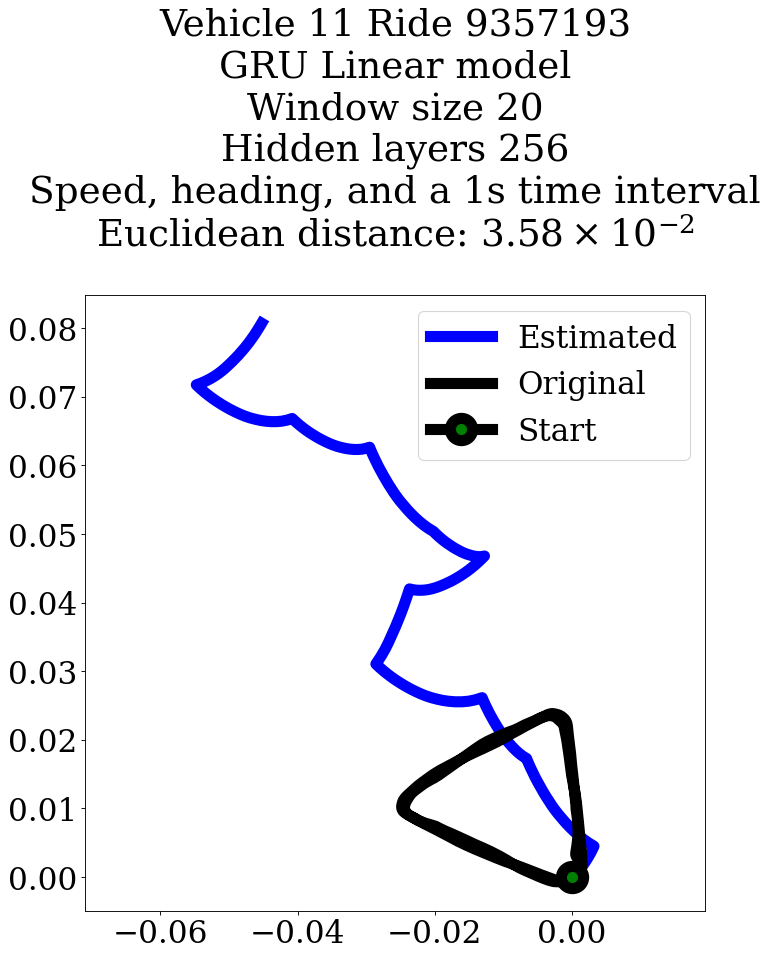 Vehicle 11 Ride 9357193
GRU Linear model
Window size 20
Hidden layers 256
Speed, heading, and a 1s time interval
Euclidean distance: 3.58 × 10⁻²
Estimated
Original
Start
0.08
0.07
0.06
0.05
0.04
0.03
0.02
0.01
0.00
−0.06 −0.04 −0.02 0.00